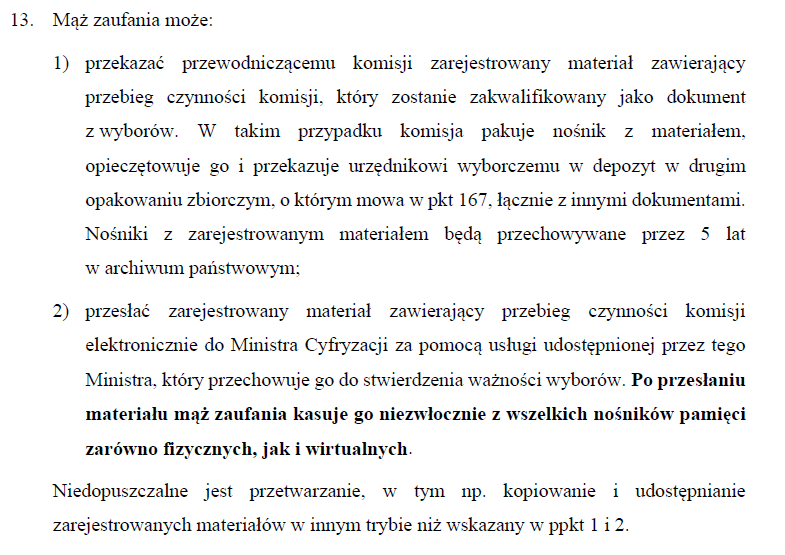 13. Mąż zaufania może:
1) przekazać przewodniczącemu komisji zarejestrowany materiał zawierający
przebieg czynności komisji, który zostanie zakwalifikowany jako dokument
z wyborów. W takim przypadku komisja pakuje nośnik z materiałem,
opieczętowuje go i przekazuje urzędnikowi wyborczemu w depozyt w drugim
opakowaniu zbiorczym, o którym mowa w pkt 167, łącznie z innymi dokumentami.
Nośniki z zarejestrowanym materiałem będą przechowywane przez 5 lat
w archiwum państwowym;
2) przesłać zarejestrowany materiał zawierający przebieg czynności komisji
elektronicznie do Ministra Cyfryzacji za pomocą usługi udostępnionej przez tego
Ministra, który przechowuje go do stwierdzenia ważności wyborów. Po przesłaniu
materiału mąż zaufania kasuje go niezwłocznie z wszelkich nośników pamięci
zarówno fizycznych, jak i wirtualnych.
Niedopuszczalne jest przetwarzanie, w tym np. kopiowanie i udostępnianie
zarejestrowanych materiałów w innym trybie niż wskazany w ppkt 1 i 2.